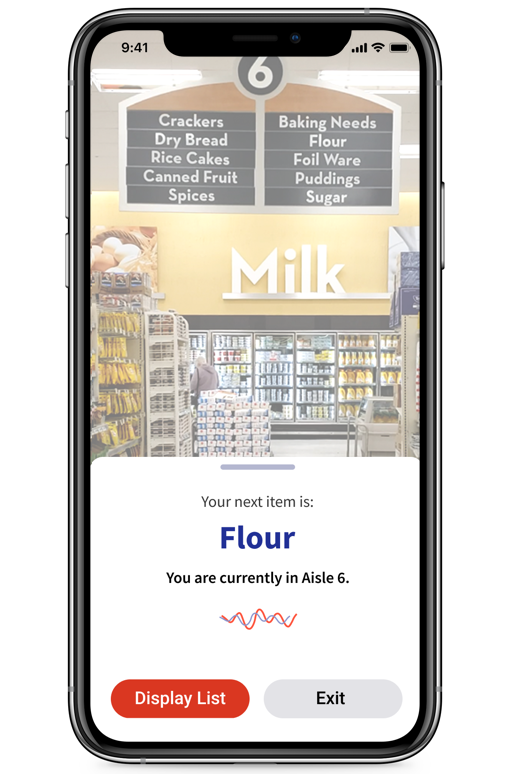 9:41
6
Crackers
Dry Bread
Rice Cakes
Canned Fruit
Spices
Baking Needs
Flour
Foil Ware
Puddings
Sugar
Milk
Your next item is:
Flour
You are currently in Aisle 6.
Display List
Exit